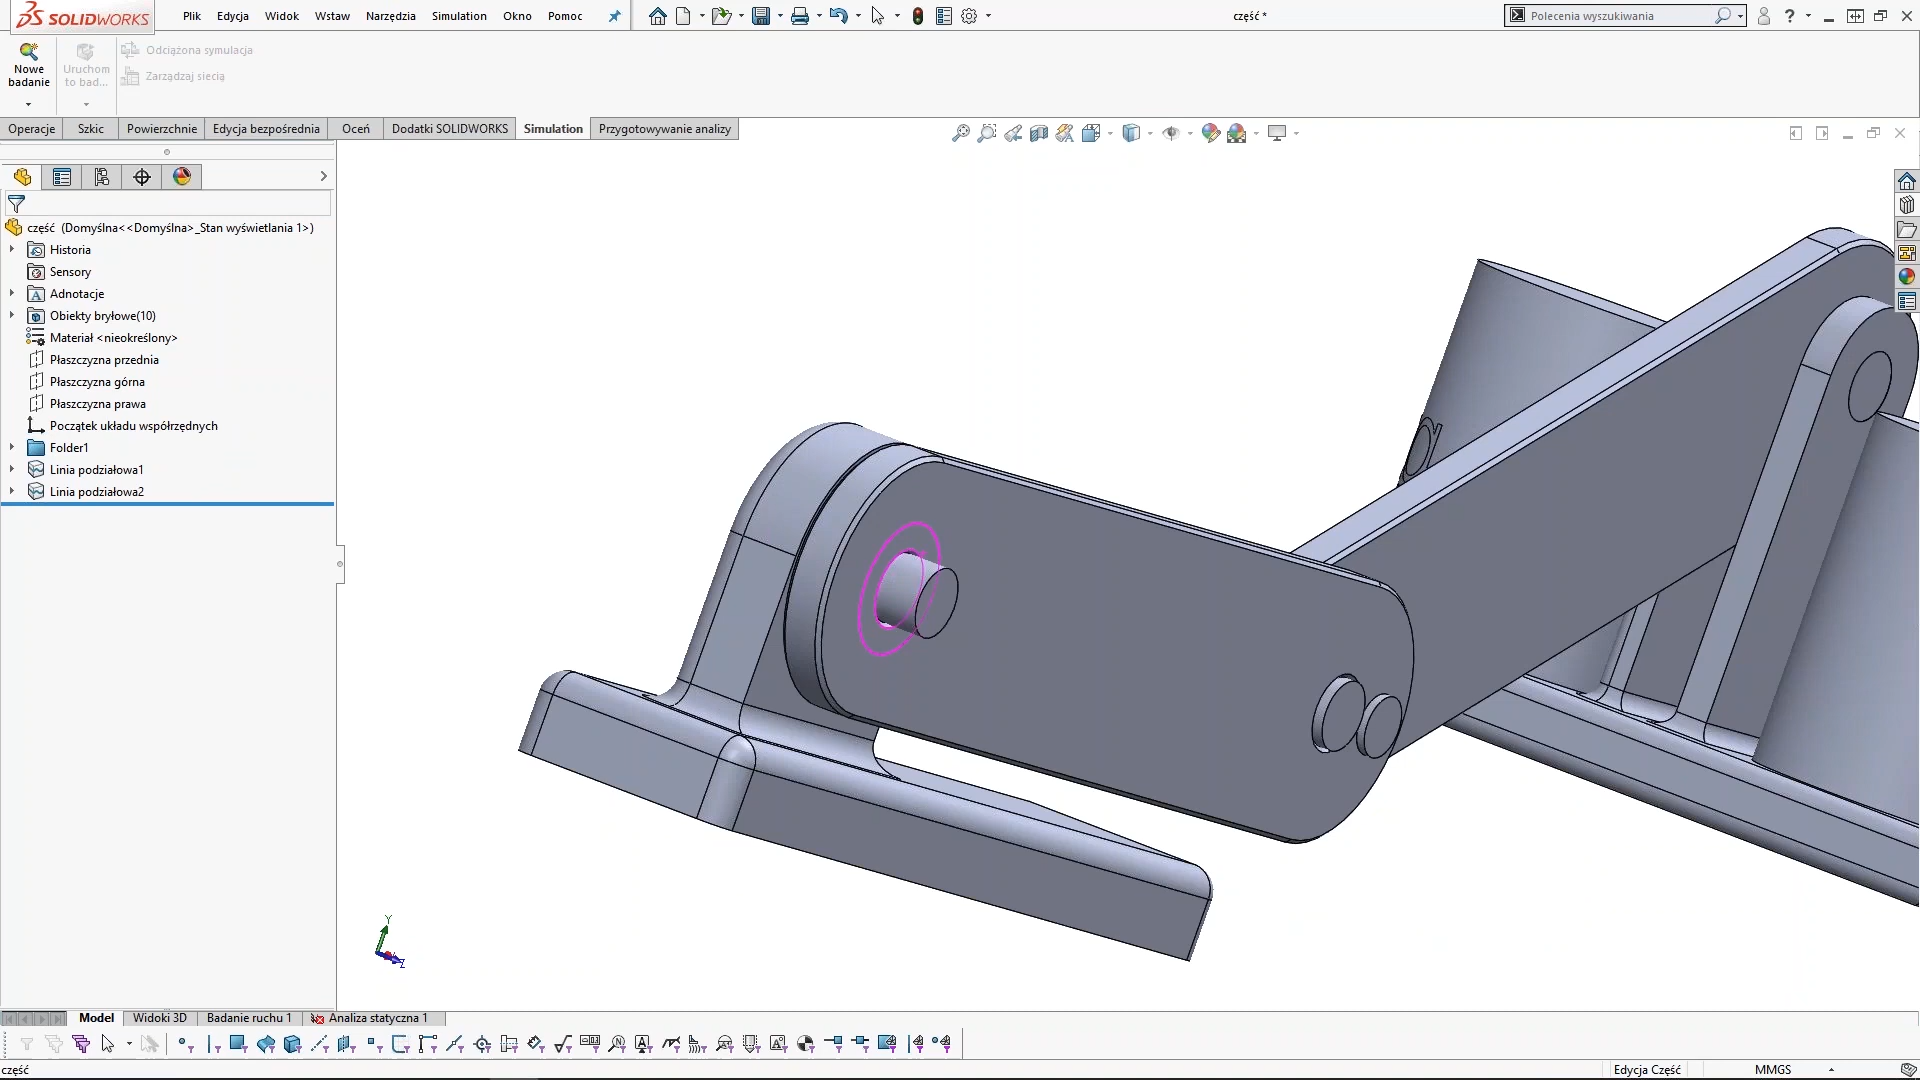 SOLIDWORKS
Plik Edycja Widok Wstaw Narzędzia Simulation Okno Pomoc
część *
Polecenia wyszukiwania
Nowe badanie
Uruchom to bad...
Odciążona symulacja
Zarządzaj siecią
Operacje Szkic Powierzchnie Edycja bezpośrednia Oceń Dodatki SOLIDWORKS Simulation Przygotowywanie analizy
część (Domyślna<<Domyślna>_Stan wyświetlania 1>)
Historia
Sensory
Adnotacje
Obiekty bryłowe(10)
Materiał <nieokreślony>
Płaszczyzna przednia
Płaszczyzna górna
Płaszczyzna prawa
Początek układu współrzędnych
Folder1
Linia podziałowa1
Linia podziałowa2
Y
Z
Model Widoki 3D Badanie ruchu 1 Analiza statyczna 1
część
Edycja Część MMGS